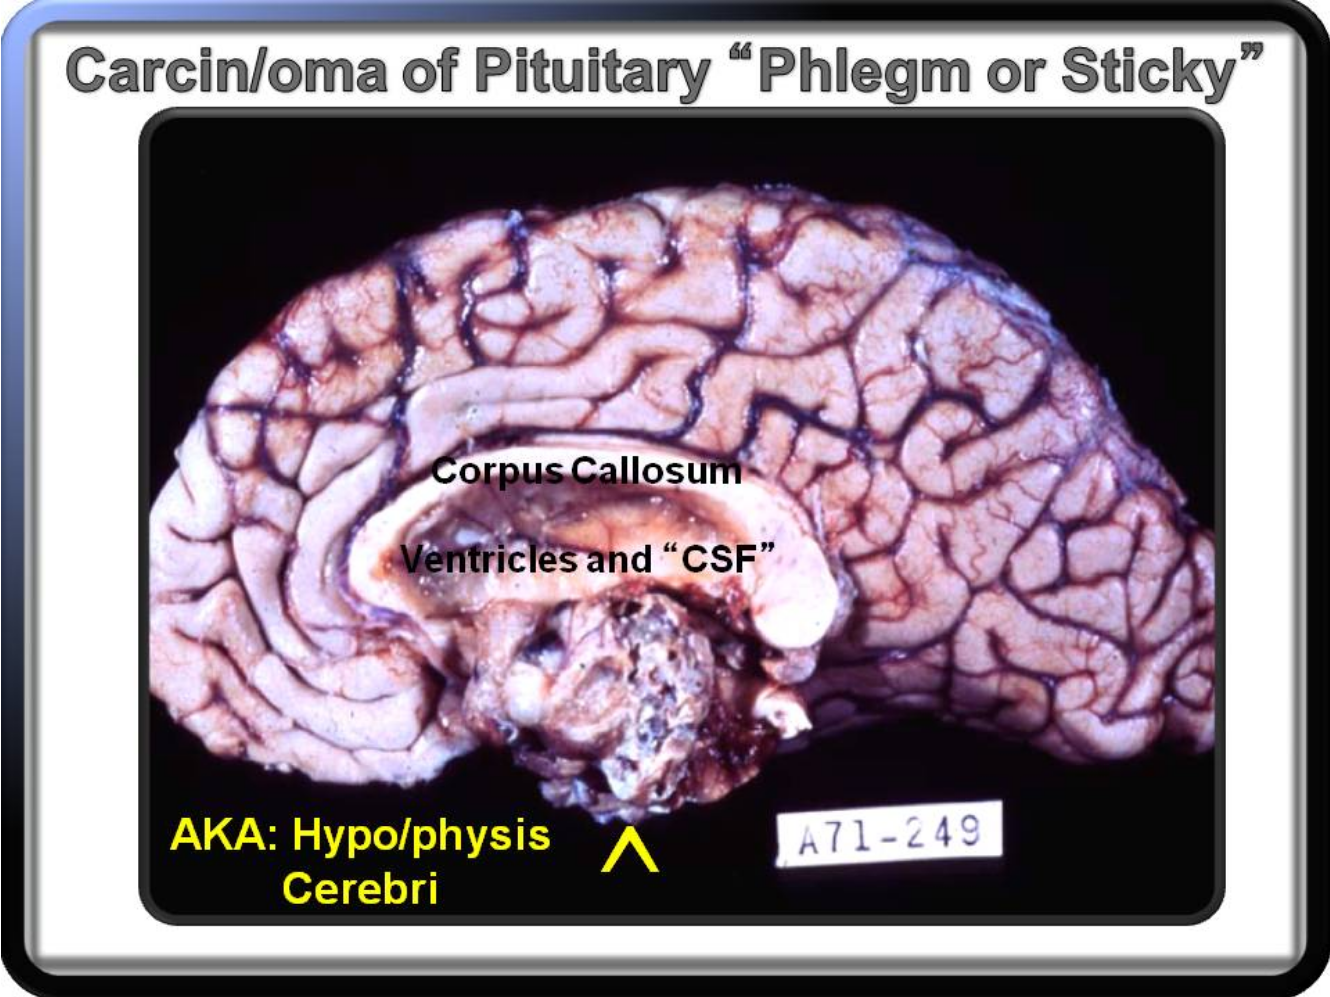 Carcin/oma of Pituitary “Phlegm or Sticky”
Corpus Callosum
Ventricles and “CSF”
AKA: Hypo/physis
Cerebri
A71-249